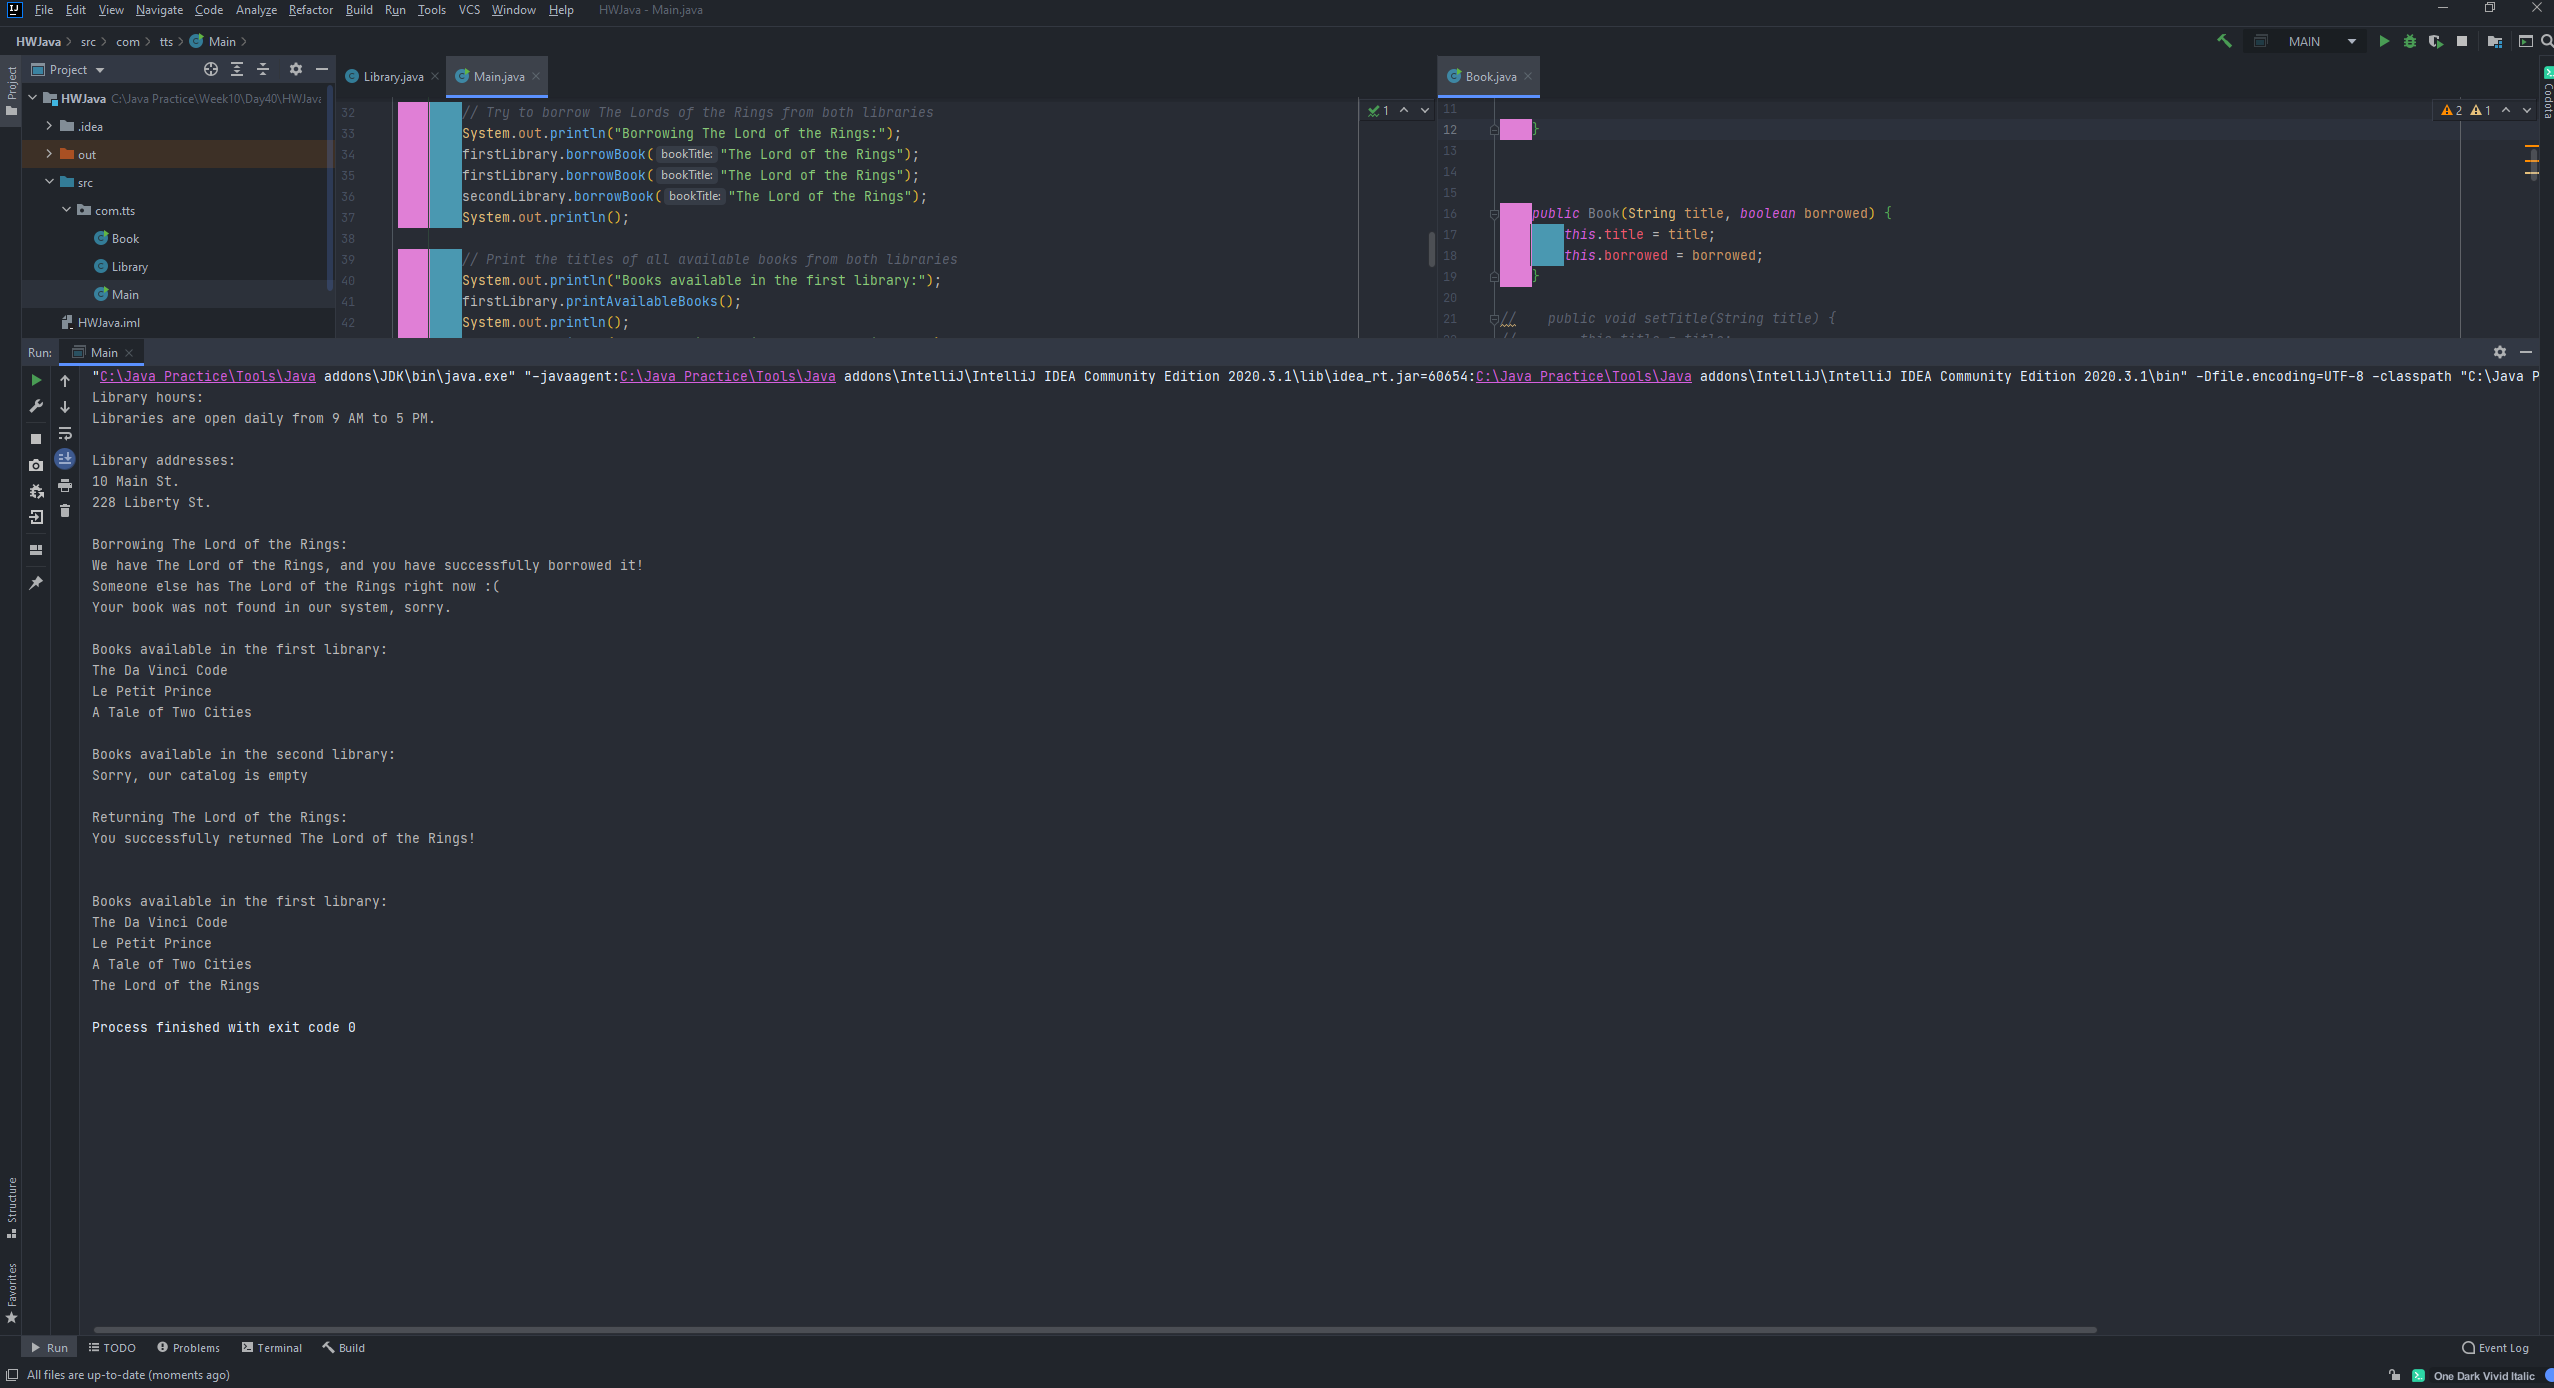 File Edit View Navigate Code Analyze Refactor Build Run Tools VCS Window Help HWJava - Main.java
HWJava src com tts Main
MAIN
Project
Project
HWJava C:\Java Practice\Week10\Day40\HWJava
.idea
out
src
com.tts
Book
Library
Main
HWJava.iml
Library.java Main.java
32 // Try to borrow The Lords of the Rings from both libraries
33 System.out.println("Borrowing The Lord of the Rings:");
34 firstLibrary.borrowBook( bookTitle: "The Lord of the Rings");
35 firstLibrary.borrowBook( bookTitle: "The Lord of the Rings");
36 secondLibrary.borrowBook( bookTitle: "The Lord of the Rings");
37 System.out.println();
38
39 // Print the titles of all available books from both libraries
40 System.out.println("Books available in the first library:");
41 firstLibrary.printAvailableBooks();
42 System.out.println();
1
Book.java
11
12 }
13
14
15
16 public Book(String title, boolean borrowed) {
17 this.title = title;
18 this.borrowed = borrowed;
19 }
20
21 // public void setTitle(String title) {
2 1
Codota
Run: Main
"C:\Java Practice\Tools\Java addons\JDK\bin\java.exe" "-javaagent:C:\Java Practice\Tools\Java addons\IntelliJ\IntelliJ IDEA Community Edition 2020.3.1\lib\idea_rt.jar=60654:C:\Java Practice\Tools\Java addons\IntelliJ\IntelliJ IDEA Community Edition 2020.3.1\bin" -Dfile.encoding=UTF-8 -classpath "C:\Java P
Library hours:
Libraries are open daily from 9 AM to 5 PM.
Library addresses:
10 Main St.
228 Liberty St.
Borrowing The Lord of the Rings:
We have The Lord of the Rings, and you have successfully borrowed it!
Someone else has The Lord of the Rings right now :(
Your book was not found in our system, sorry.
Books available in the first library:
The Da Vinci Code
Le Petit Prince
A Tale of Two Cities
Books available in the second library:
Sorry, our catalog is empty
Returning The Lord of the Rings:
You successfully returned The Lord of the Rings!
Books available in the first library:
The Da Vinci Code
Le Petit Prince
A Tale of Two Cities
The Lord of the Rings
Process finished with exit code 0
Structure
Favorites
Run TODO Problems Terminal Build Event Log
All files are up-to-date (moments ago) One Dark Vivid Italic